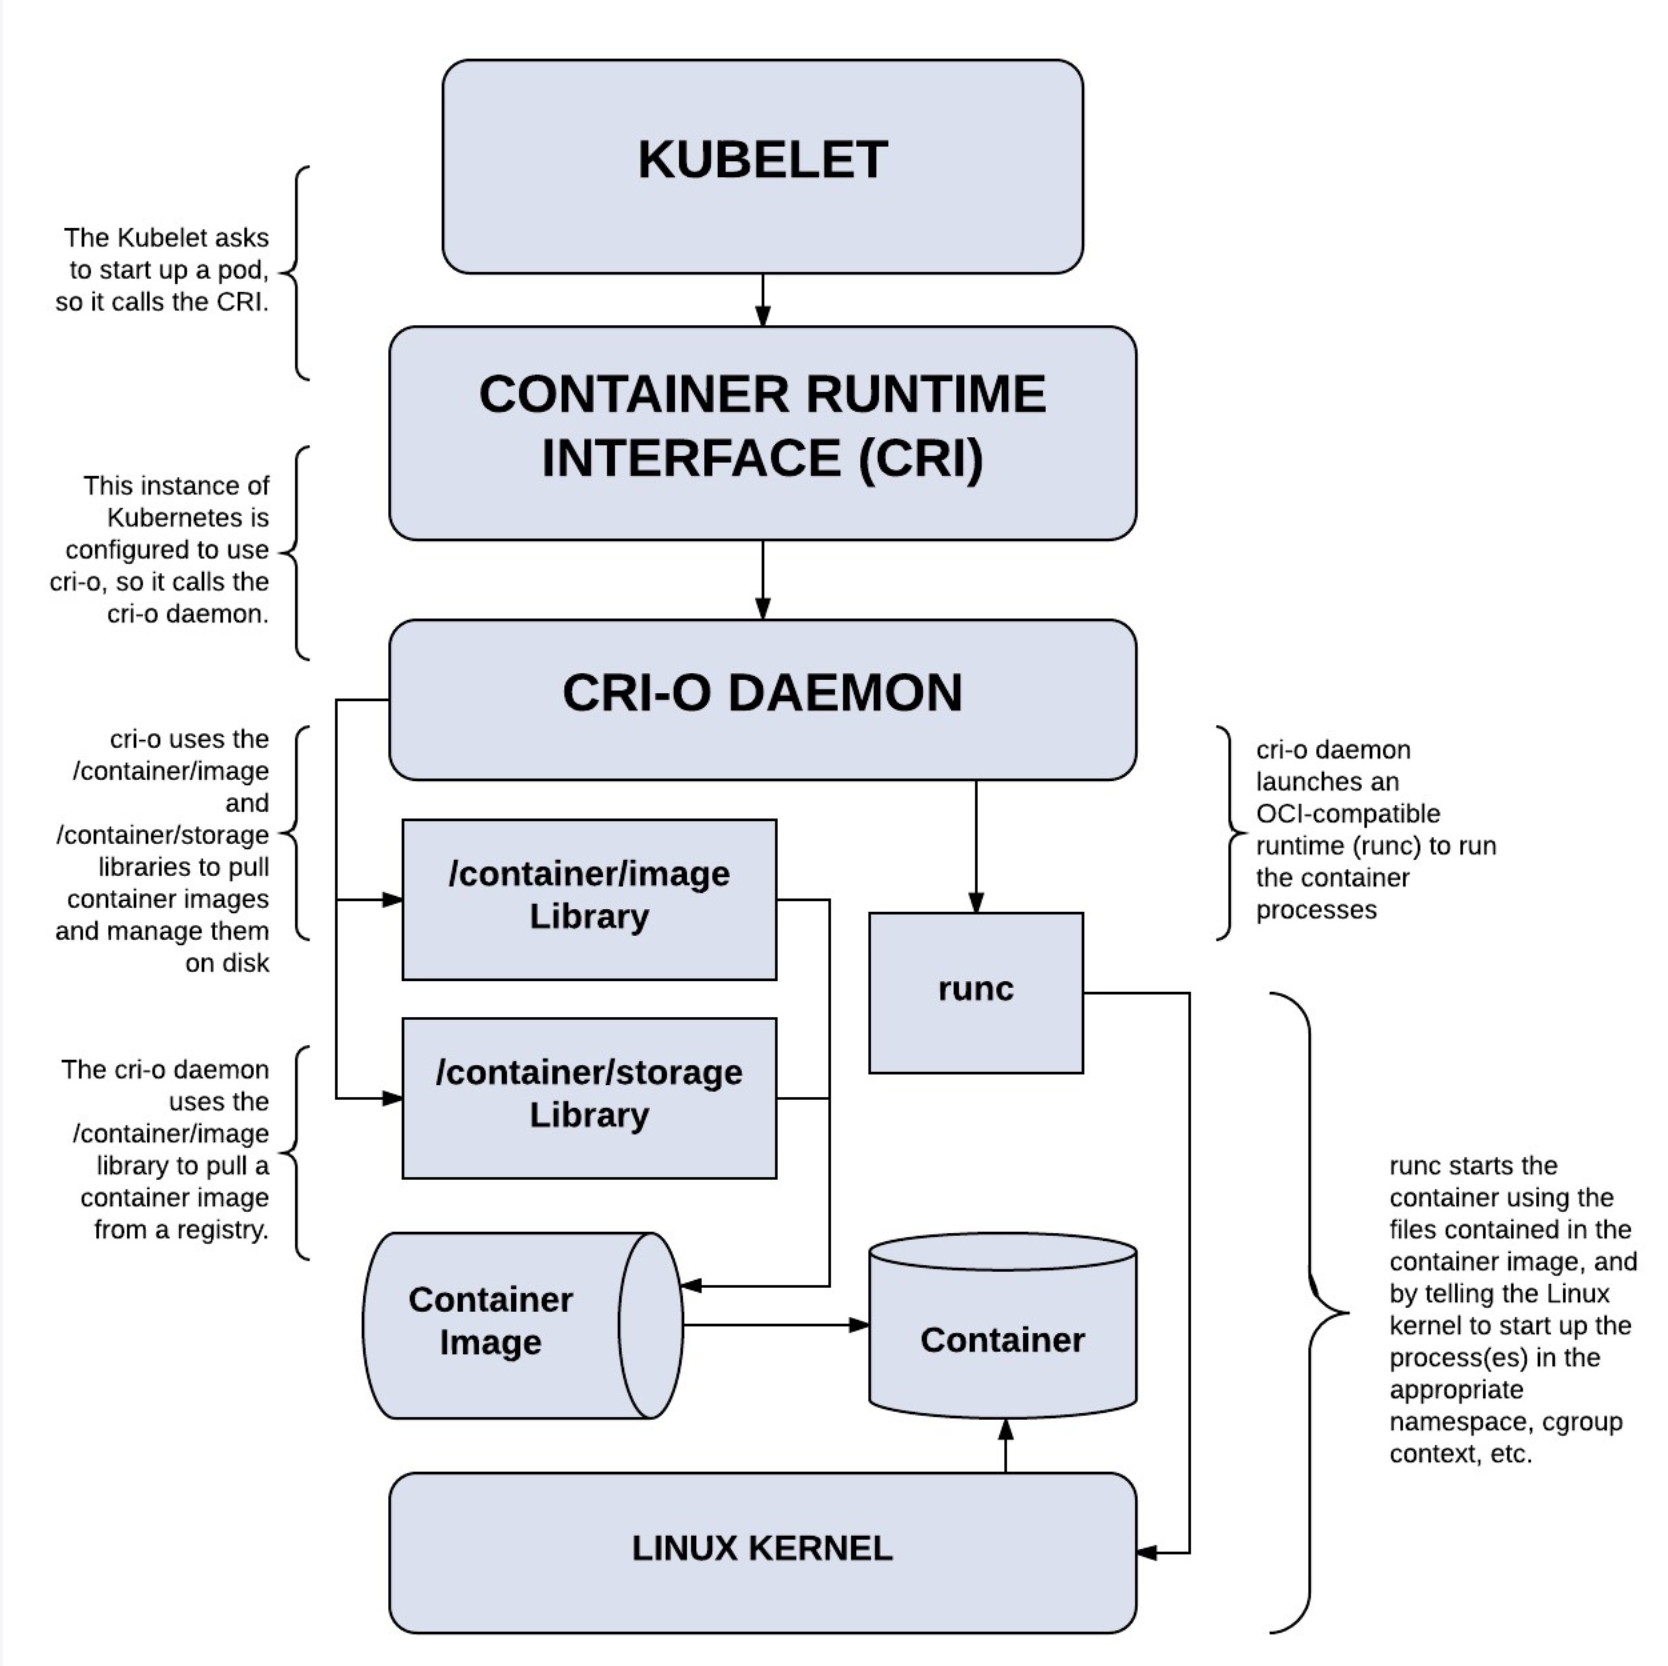 KUBELET
The Kubelet asks
to start up a pod,
so it calls the CRI.
CONTAINER RUNTIME
INTERFACE (CRI)
This instance of
Kubernetes is
configured to use
cri-o, so it calls the
cri-o daemon.
CRI-O DAEMON
cri-o uses the
/container/image
and
/container/storage
libraries to pull
container images
and manage them
on disk
cri-o daemon
launches an
OCI-compatible
runtime (runc) to run
the container
processes
/container/image
Library
runc
/container/storage
Library
The cri-o daemon
uses the
/container/image
library to pull a
container image
from a registry.
Container
Image
Container
runc starts the
container using the
files contained in the
container image, and
by telling the Linux
kernel to start up the
process(es) in the
appropriate
namespace, cgroup
context, etc.
LINUX KERNEL